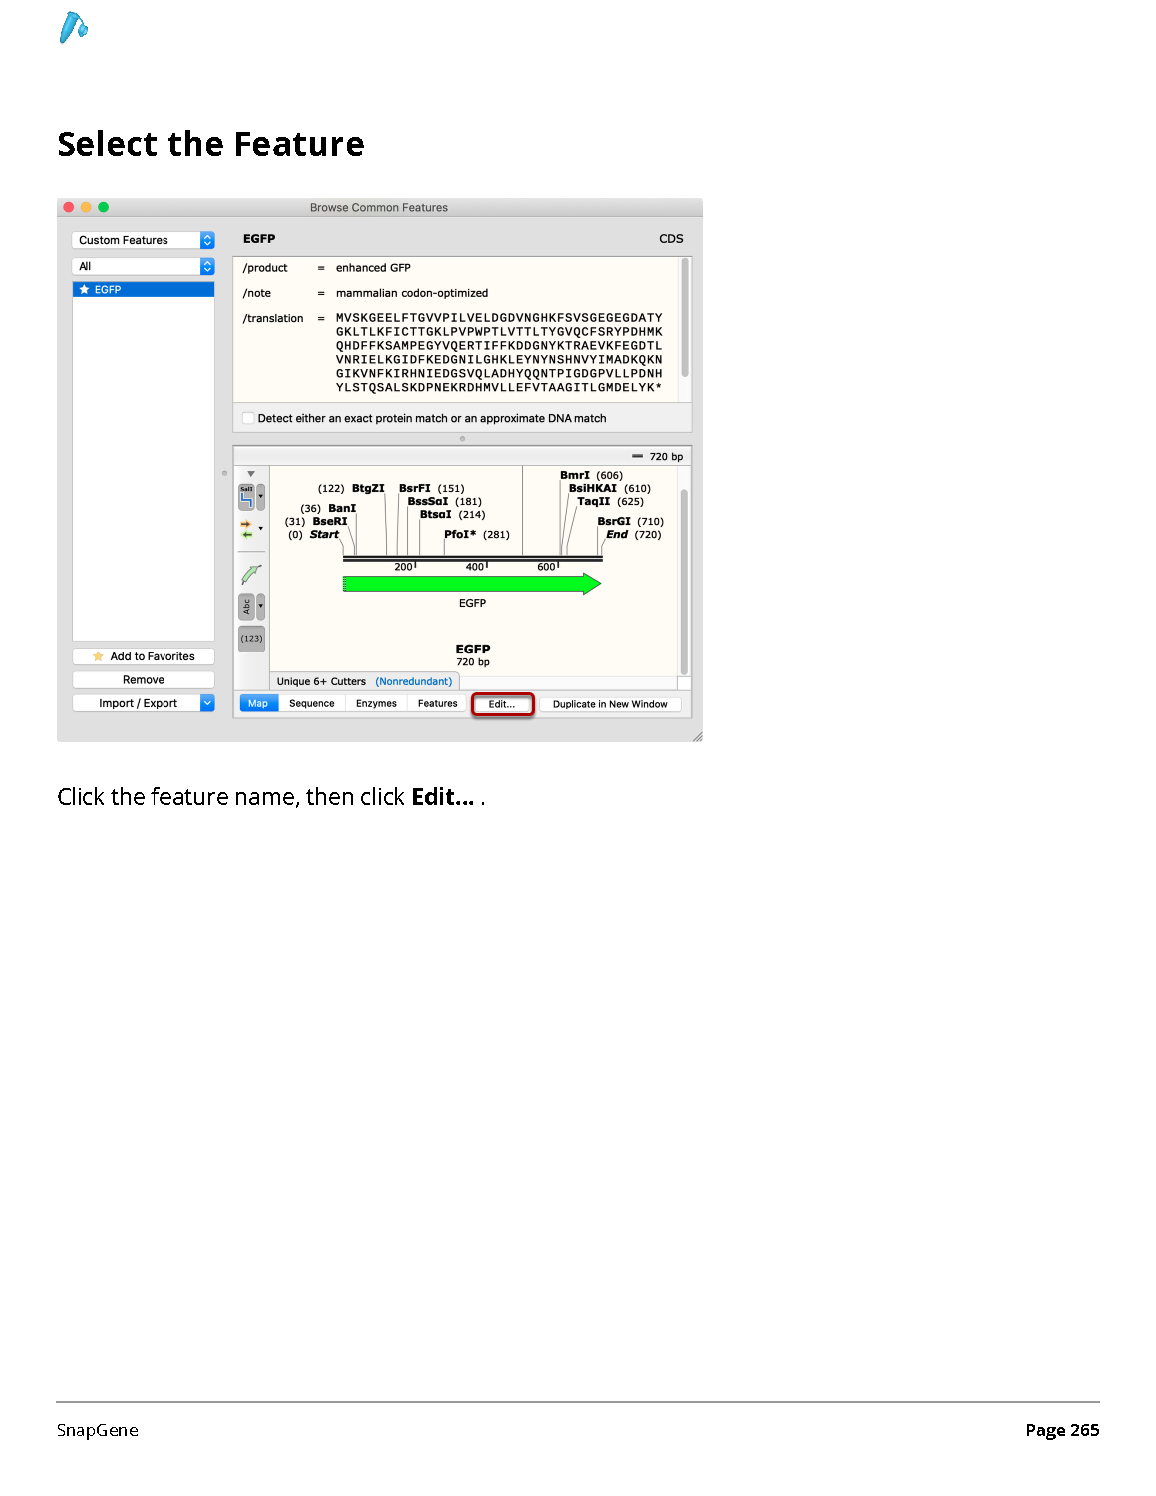 Select the Feature
Browse Common Features
Custom Features
All
EGFP
Add to Favorites
Remove
Import / Export
EGFP CDS
/product = enhanced GFP
/note = mammalian codon-optimized
/translation = MVSKGEELFTGVVPILVELDGDVNGHKFSVSGEGEGDATY
GKLTLKFICTTGKLPVPWPTLVTTLTYGVQCFSRYPDHMK
QHDFFKSAMPEGYVQERTIFFKDDGNYKTRAEVKFEGDTL
VNRIELKGIDFKEDGNILGHKLEYNYNSHNVYIMADKQKN
GIKVNFKIRHNIEDGSVQLADHYQQNTPIGDGPVLLPDNH
YLSTQSALSKDPNEKRDHMVLLEFVTAAGITLGMDELYK*
Detect either an exact protein match or an approximate DNA match
720 bp
SalI
Abc
(123)
BmrI (606)
(122) BtgZI BsrFI (151) BsiHKAI (610)
BssSαI (181) TaqII (625)
(36) BanI BtsαI (214)
(31) BseRI BsrGI (710)
(0) Start PfoI* (281) End (720)
200 400 600
EGFP
EGFP
720 bp
Unique 6+ Cutters (Nonredundant)
Map Sequence Enzymes Features Edit... Duplicate in New Window
Click the feature name, then click Edit... .
SnapGene Page 265